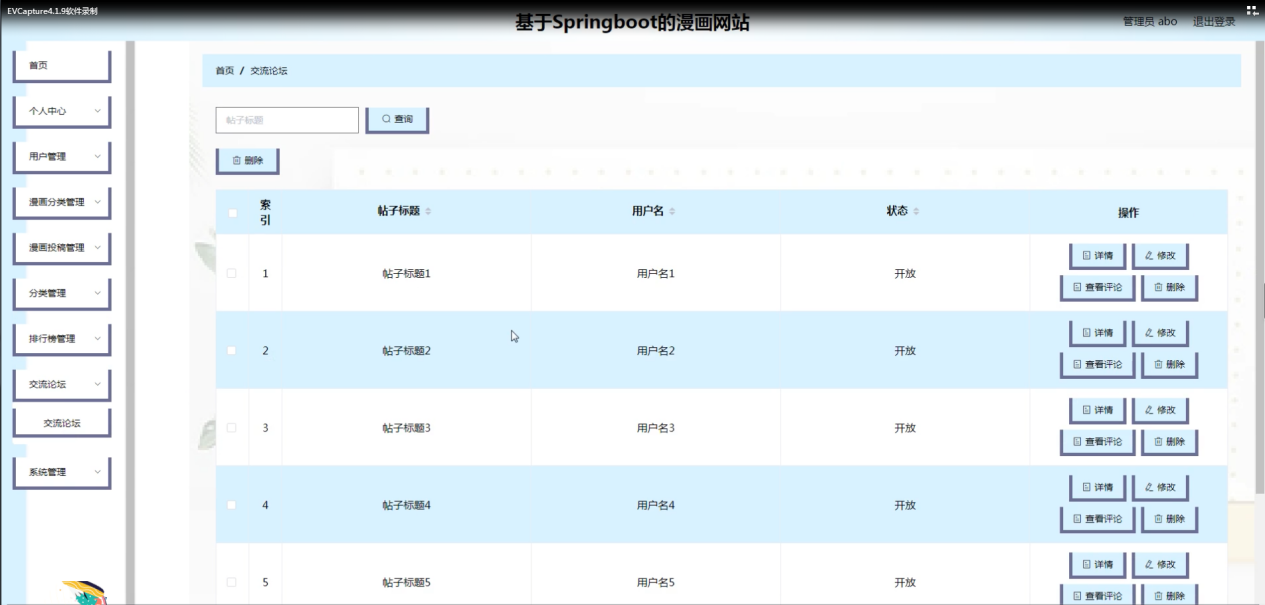 EVCapture4.1.9软件录制
基于Springboot的漫画网站
管理员 abo 退出登录
首页
个人中心
用户管理
漫画分类管理
漫画投稿管理
分类管理
排行榜管理
交流论坛
交流论坛
系统管理
首页 / 交流论坛
帖子标题 查询
删除
索引 帖子标题 用户名 状态 操作
1 帖子标题1 用户名1 开放 详情 修改
查看评论 删除
2 帖子标题2 用户名2 开放 详情 修改
查看评论 删除
3 帖子标题3 用户名3 开放 详情 修改
查看评论 删除
4 帖子标题4 用户名4 开放 详情 修改
查看评论 删除
5 帖子标题5 用户名5 开放 详情 修改
查看评论 删除